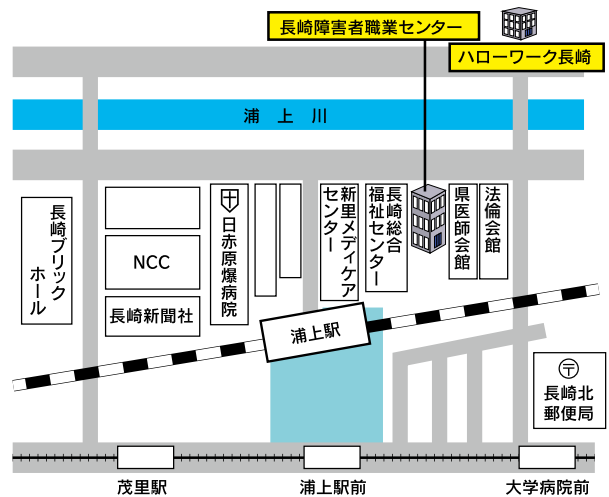 長崎障害者職業センター
ハローワーク長崎
浦上川
長崎ブリック
ホール
NCC
長崎新聞社
日赤原爆病院
新里メディケア
センター
長崎総合
福祉センター
県医師会館
法倫会館
浦上駅
〒
長崎北
郵便局
茂里駅
浦上駅前
大学病院前